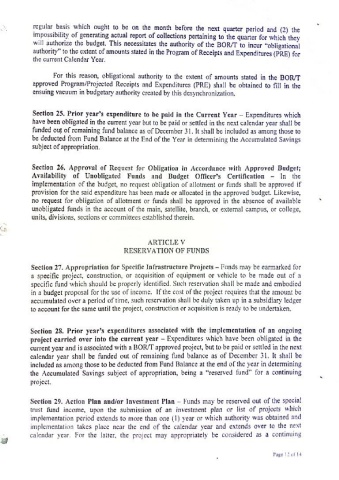 regular basis which ought to be on the month before the next quarter period and (2) the
impossibility of generating actual report of collections pertaining to the quarter for which they
will authorize the budget. This necessitates the authority of the BOR/T to incur "obligational
authority" to the extent of amounts stated in the Program of Receipts and Expenditures (PRE) for
the current Calendar Year.
For this reason, obligational authority to the extent of amounts stated in the BOR/T
approved Program/Projected Receipts and Expenditures (PRE) shall be obtained to fill in the
ensuing vacuum in budgetary authority created by this desynchronization.
Section 25. Prior year's expenditure to be paid in the Current Year – Expenditures which
have been obligated in the current year but to be paid or settled in the next calendar year shall be
funded out of remaining fund balance as of December 31. It shall be included as among those to
be deducted from Fund Balance at the End of the Year in determining the Accumulated Savings
subject of appropriation.
Section 26. Approval of Request for Obligation in Accordance with Approved Budget;
Availability of Unobligated Funds and Budget Officer's Certification – In the
implementation of the budget, no request obligation of allotment or funds shall be approved if
provision for the said expenditure has been made or allocated in the approved budget. Likewise,
no request for obligation of allotment or funds shall be approved in the absence of available
unobligated funds in the account of the main, satellite, branch, or external campus, or college,
units, divisions, sections or committees established therein.
ARTICLE V
RESERVATION OF FUNDS
Section 27. Appropriation for Specific Infrastructure Projects – Funds may be earmarked for
a specific project, construction, or acquisition of equipment or vehicle to be made out of a
specific fund which should be properly identified. Such reservation shall be made and embodied
in a budget proposal for the use of income. If the cost of the project requires that the amount be
accumulated over a period of time, such reservation shall be duly taken up in a subsidiary ledger
to account for the same until the project, construction or acquisition is ready to be undertaken.
Section 28. Prior year's expenditures associated with the implementation of an ongoing
project carried over into the current year – Expenditures which have been obligated in the
current year and is associated with a BOR/T approved project, but to be paid or settled in the next
calendar year shall be funded out of remaining fund balance as of December 31. It shall be
included as among those to be deducted from Fund Balance at the end of the year in determining
the Accumulated Savings subject of appropriation, being a "reserved fund" for a continuing
project.
Section 29. Action Plan and/or Investment Plan – Funds may be reserved out of the special
trust fund income, upon the submission of an investment plan or list of projects which
implementation period extends to more than one (1) year or which authority was obtained and
implementation takes place near the end of the calendar year and extends over to the next
calendar year. For the latter, the project may appropriately be considered as a continuing
Page 12 of 14